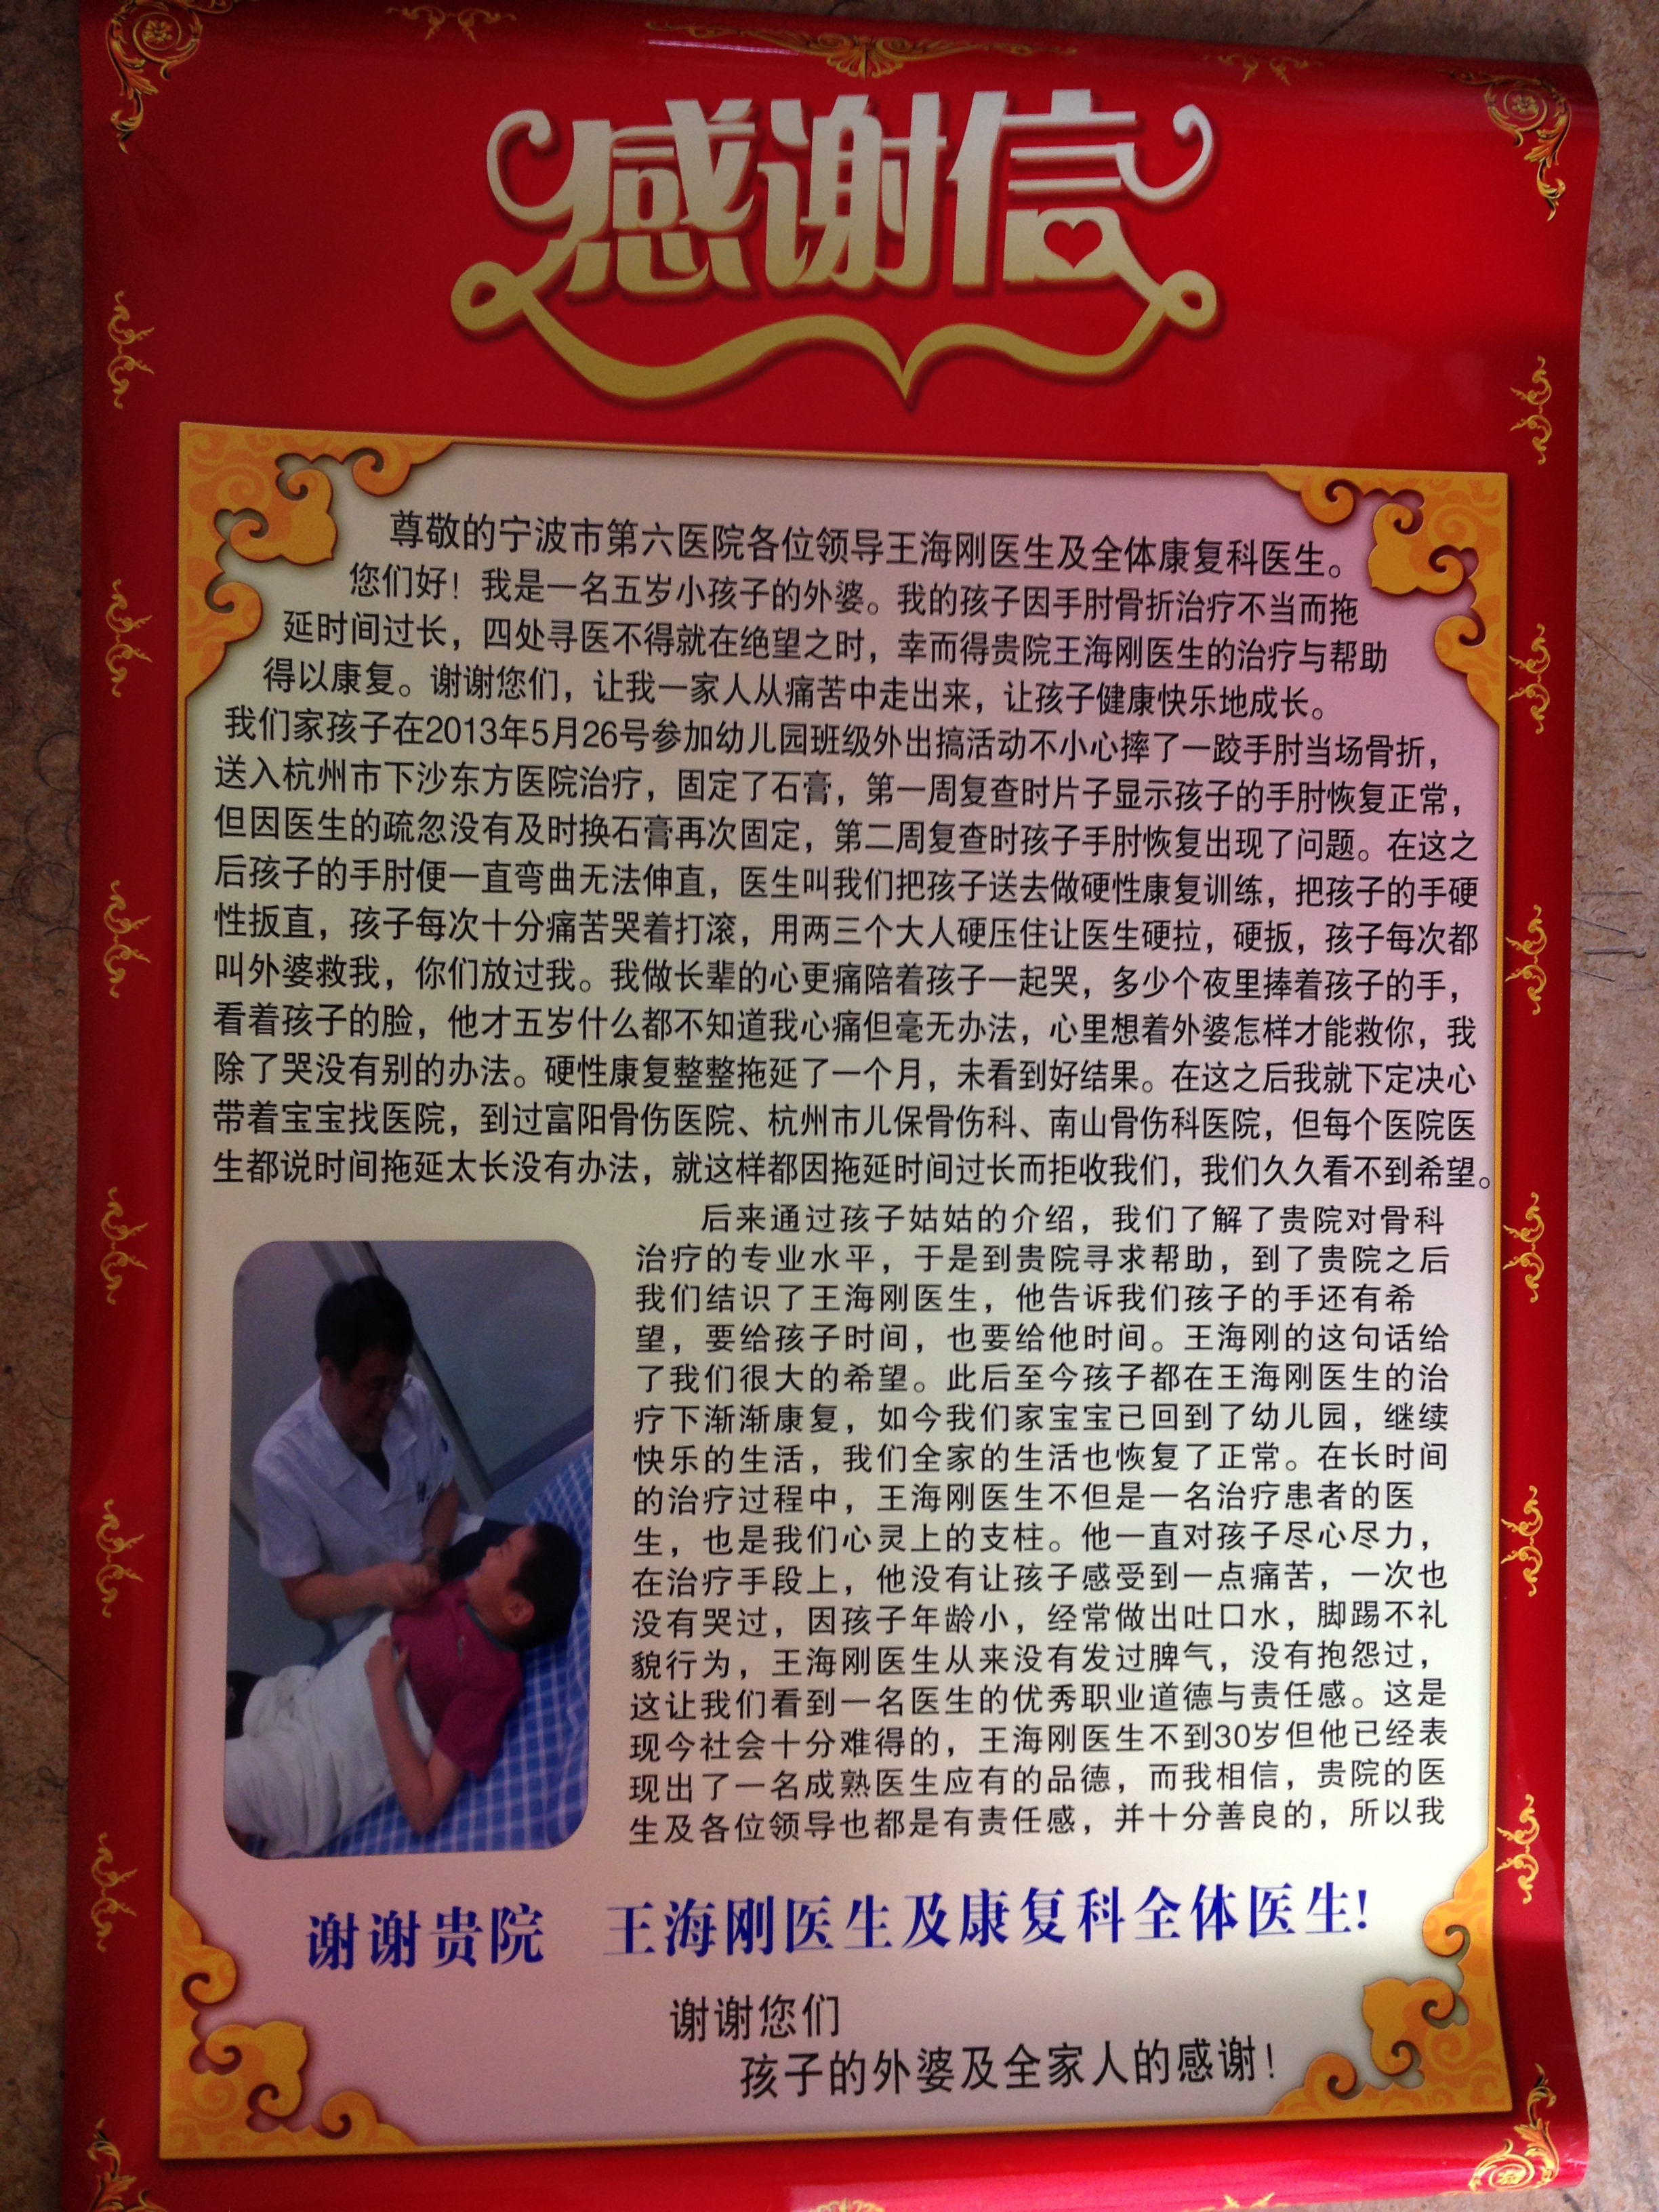 感谢信
尊敬的宁波市第六医院各位领导王海刚医生及全体康复科医生。
您们好！我是一名五岁小孩子的外婆。我的孩子因手肘骨折治疗不当而拖
延时间过长，四处寻医不得就在绝望之时，幸而得贵院王海刚医生的治疗与帮助
得以康复。谢谢您们，让我一家人从痛苦中走出来，让孩子健康快乐地成长。
我们家孩子在2013年5月26号参加幼儿园班级外出搞活动不小心摔了一跤手肘当场骨折，
送入杭州市下沙东方医院治疗，固定了石膏，第一周复查时片子显示孩子的手肘恢复正常，
但因医生的疏忽没有及时换石膏再次固定，第二周复查时孩子手肘恢复出现了问题。在这之
后孩子的手肘便一直弯曲无法伸直，医生叫我们把孩子送去做硬性康复训练，把孩子的手硬
性扳直，孩子每次十分痛苦哭着打滚，用两三个大人硬压住让医生硬拉，硬扳，孩子每次都
叫外婆救我，你们放过我。我做长辈的心更痛陪着孩子一起哭，多少个夜里捧着孩子的手，
看着孩子的脸，他才五岁什么都不知道我心痛但毫无办法，心里想着外婆怎样才能救你，我
除了哭没有别的办法。硬性康复整整拖延了一个月，未看到好结果。在这之后我就下定决心
带着宝宝找医院，到过富阳骨伤医院、杭州市儿保骨伤科、南山骨伤科医院，但每个医院医
生都说时间拖延太长没有办法，就这样都因拖延时间过长而拒收我们，我们久久看不到希望。
后来通过孩子姑姑的介绍，我们了解了贵院对骨科
治疗的专业水平，于是到贵院寻求帮助，到了贵院之后
我们结识了王海刚医生，他告诉我们孩子的手还有希
望，要给孩子时间，也要给他时间。王海刚的这句话给
了我们很大的希望。此后至今孩子都在王海刚医生的治
疗下渐渐康复，如今我们家宝宝已回到了幼儿园，继续
快乐的生活，我们全家的生活也恢复了正常。在长时间
的治疗过程中，王海刚医生不但是一名治疗患者的医
生，也是我们心灵上的支柱。他一直对孩子尽心尽力，
在治疗手段上，他没有让孩子感受到一点痛苦，一次也
没有哭过，因孩子年龄小，经常做出吐口水，脚踢不礼
貌行为，王海刚医生从来没有发过脾气，没有抱怨过，
这让我们看到一名医生的优秀职业道德与责任感。这是
现今社会十分难得的，王海刚医生不到30岁但他已经表
现出了一名成熟医生应有的品德，而我相信，贵院的医
生及各位领导也都是有责任感，并十分善良的，所以我
谢谢贵院　王海刚医生及康复科全体医生！
谢谢您们
孩子的外婆及全家人的感谢！